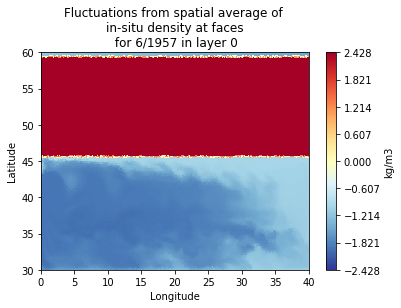 Fluctuations from spatial average of
in-situ density at faces
for 6/1957 in layer 0
60
55
50
45
40
35
30
Latitude
0 5 10 15 20 25 30 35 40
Longitude
2.428
1.821
1.214
0.607
0.000
−0.607
−1.214
−1.821
−2.428
kg/m3